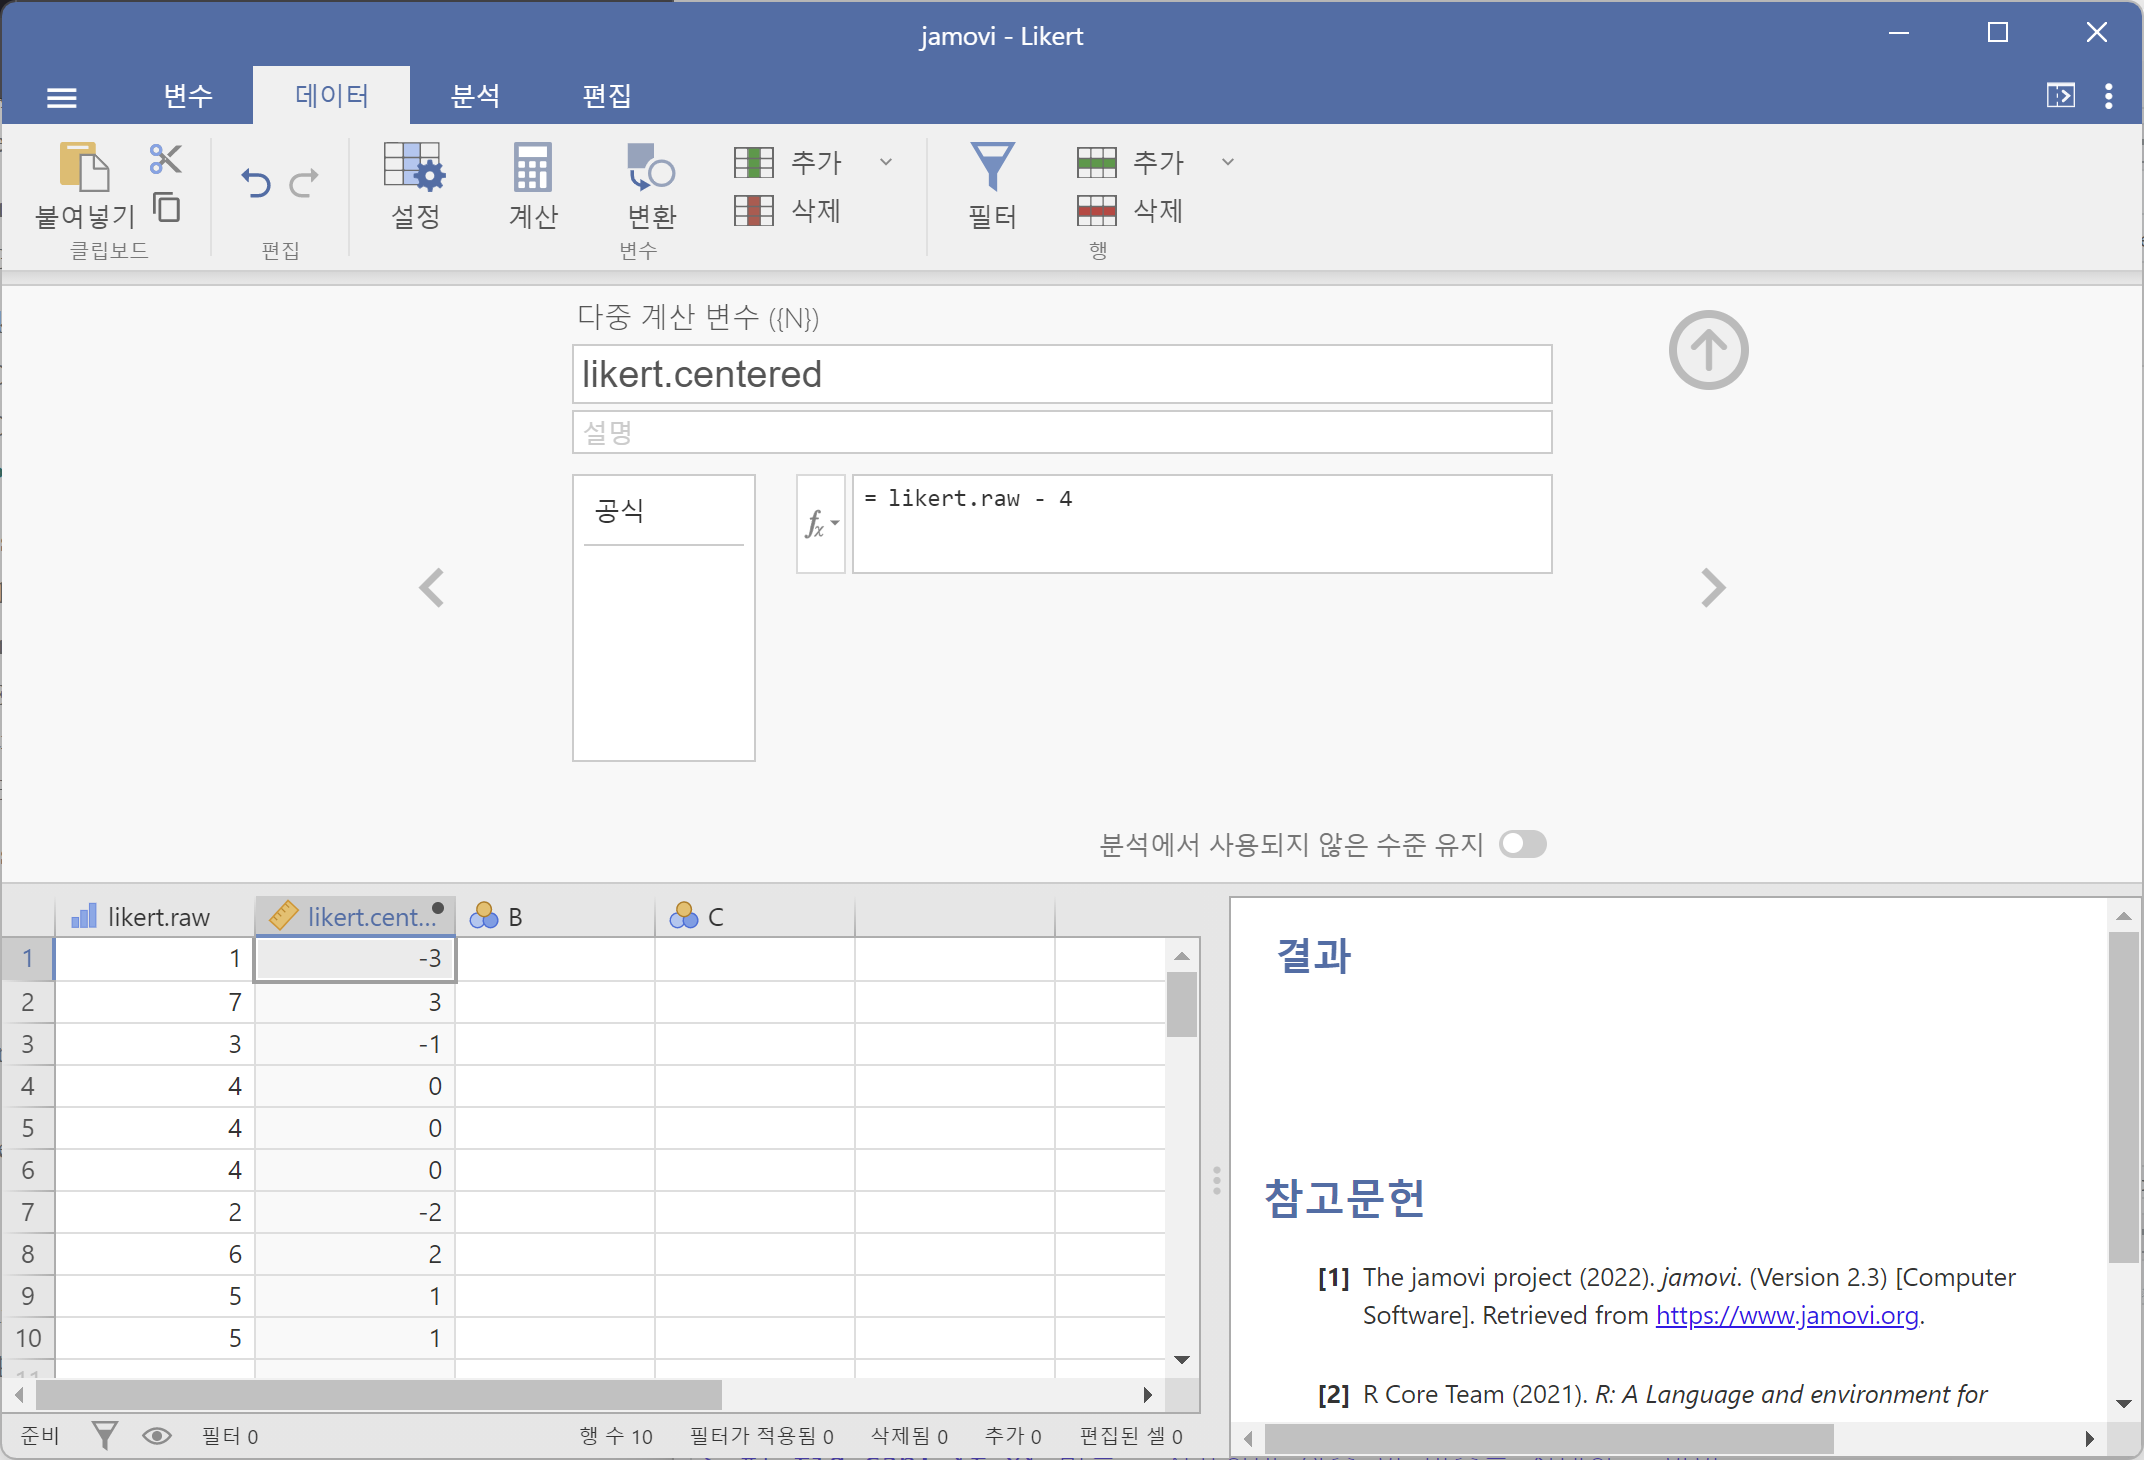 jamovi - Likert
변수 데이터 분석 편집
붙여넣기
클립보드
편집
설정 계산 변환
추가
삭제
변수
필터
추가
삭제
행
다중 계산 변수 ({N})
likert.centered
설명
공식
fx
= likert.raw - 4
분석에서 사용되지 않은 수준 유지
likert.raw likert.cent... B C
1 1 -3
2 7 3
3 3 -1
4 4 0
5 4 0
6 4 0
7 2 -2
8 6 2
9 5 1
10 5 1
11
준비 필터 0 행 수 10 필터가 적용됨 0 삭제됨 0 추가 0 편집된 셀 0
결과
참고문헌
[1] The jamovi project (2022). jamovi. (Version 2.3) [Computer
Software]. Retrieved from https://www.jamovi.org.
[2] R Core Team (2021). R: A Language and environment for